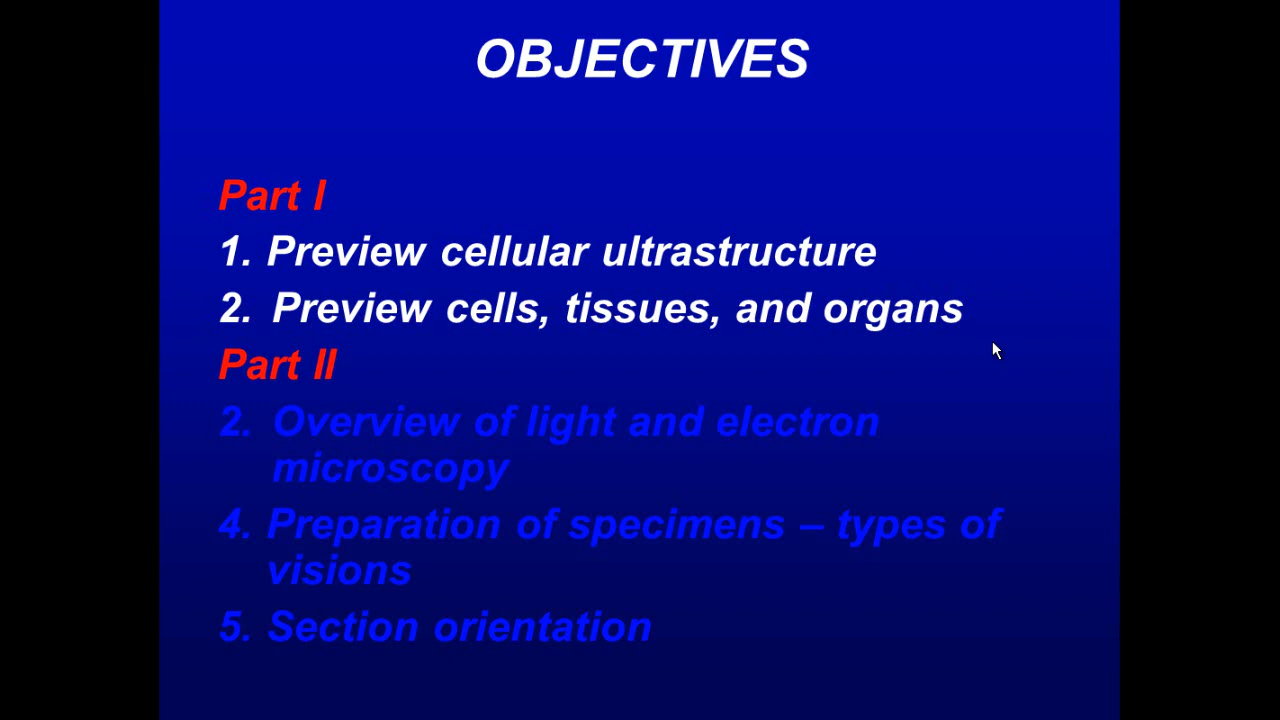 OBJECTIVES
Part I
1. Preview cellular ultrastructure
2. Preview cells, tissues, and organs
Part II
2. Overview of light and electron
microscopy
4. Preparation of specimens – types of
visions
5. Section orientation